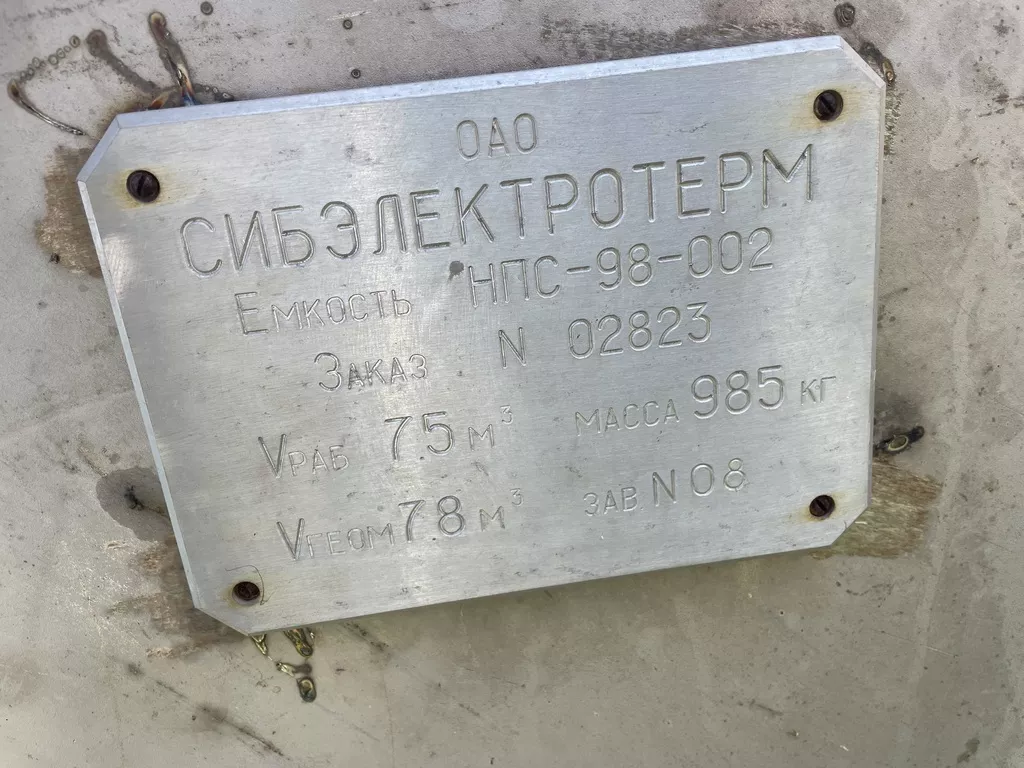 ОАО
СИБЭЛЕКТРОТЕРМ
Емкость НПС-98-002
Заказ N 02823
Vраб 7.5 м³ масса 985 кг
Vгеом 7.8 м³ зав N 08